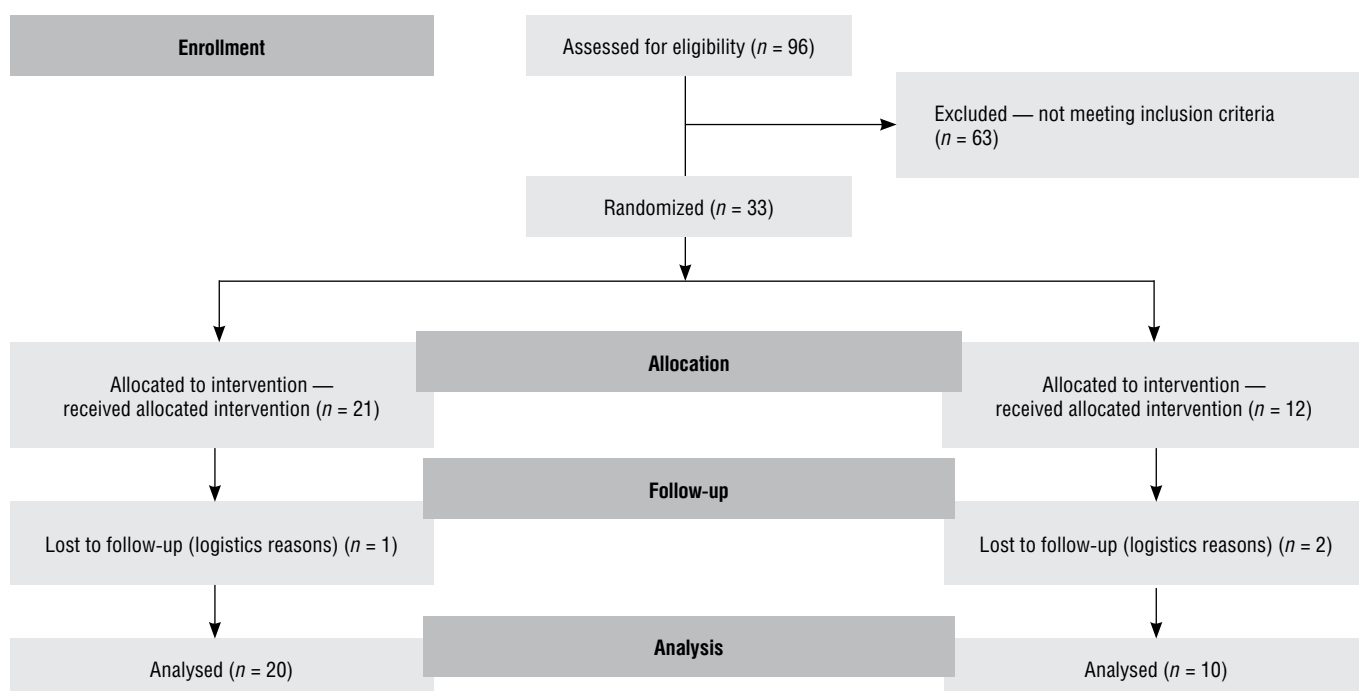 Enrollment
Assessed for eligibility (n = 96)
Excluded — not meeting inclusion criteria
(n = 63)
Randomized (n = 33)
Allocation
Allocated to intervention —
received allocated intervention (n = 21)
Allocated to intervention —
received allocated intervention (n = 12)
Follow-up
Lost to follow-up (logistics reasons) (n = 1)
Lost to follow-up (logistics reasons) (n = 2)
Analysis
Analysed (n = 20)
Analysed (n = 10)